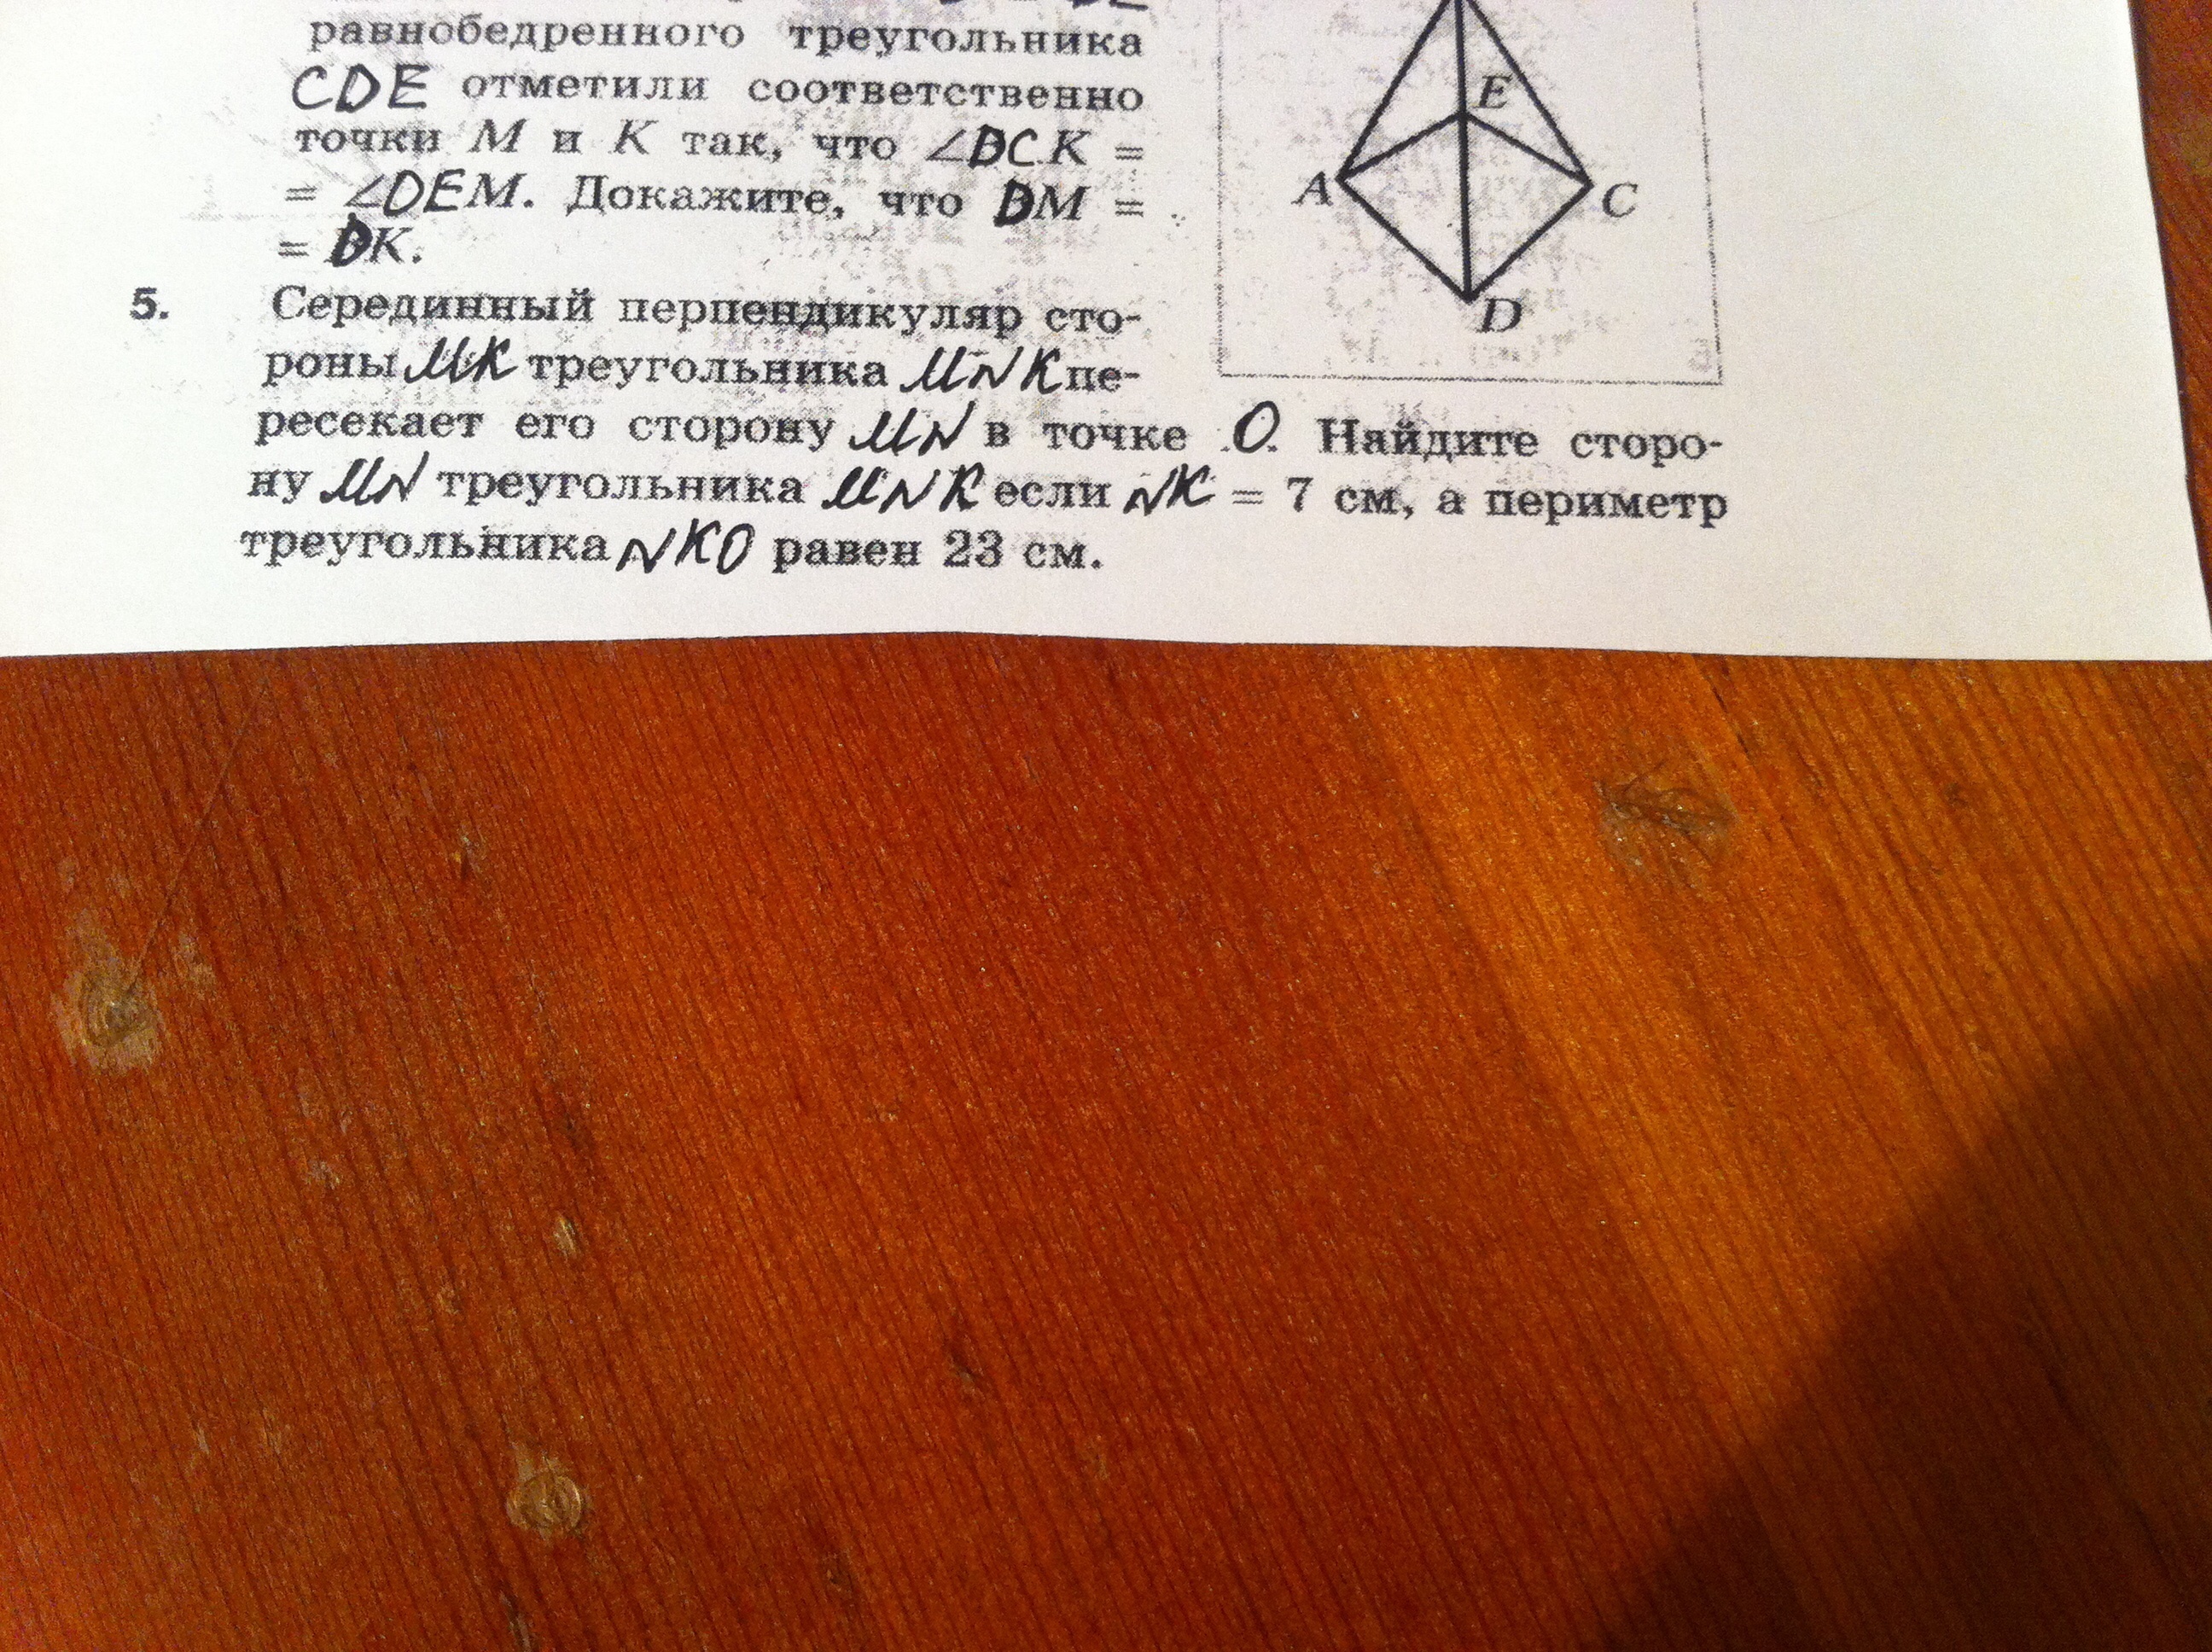 равнобедренного треугольника
CDE отметили соответственно
точки M и K так, что ∠DCK =
= ∠DEM. Докажите, что DM =
= DK.
E
A
C
D
5. Серединный перпендикуляр сто-
роны MK треугольника MNK пе-
ресекает его сторону MN в точке O. Найдите сторо-
ну MN треугольника MNK если NK = 7 см, а периметр
треугольника NKO равен 23 см.